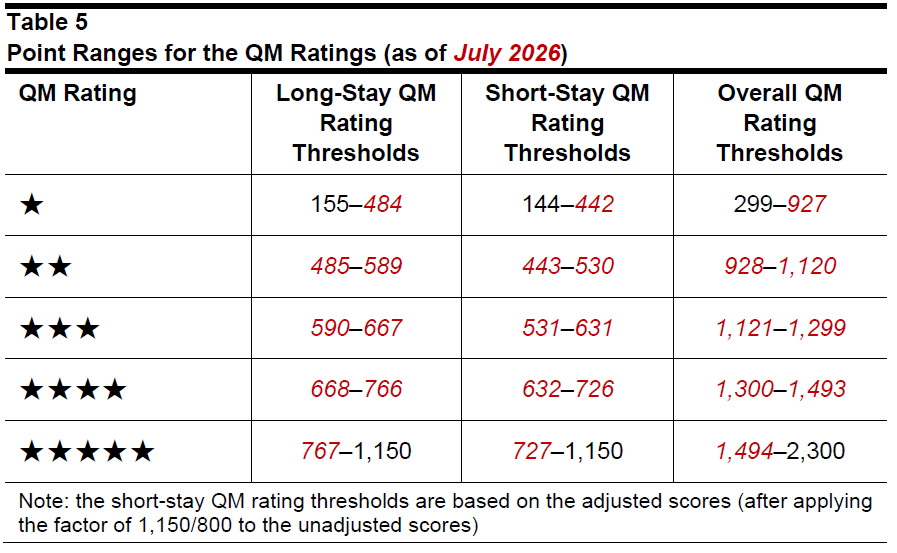 Table 5
Point Ranges for the QM Ratings (as of July 2026)
QM Rating
Long-Stay QM
Rating
Thresholds
Short-Stay QM
Rating
Thresholds
Overall QM
Rating
Thresholds
★ 155–484 144–442 299–927
★★ 485–589 443–530 928–1,120
★★★ 590–667 531–631 1,121–1,299
★★★★ 668–766 632–726 1,300–1,493
★★★★★ 767–1,150 727–1,150 1,494–2,300
Note: the short-stay QM rating thresholds are based on the adjusted scores (after applying
the factor of 1,150/800 to the unadjusted scores)